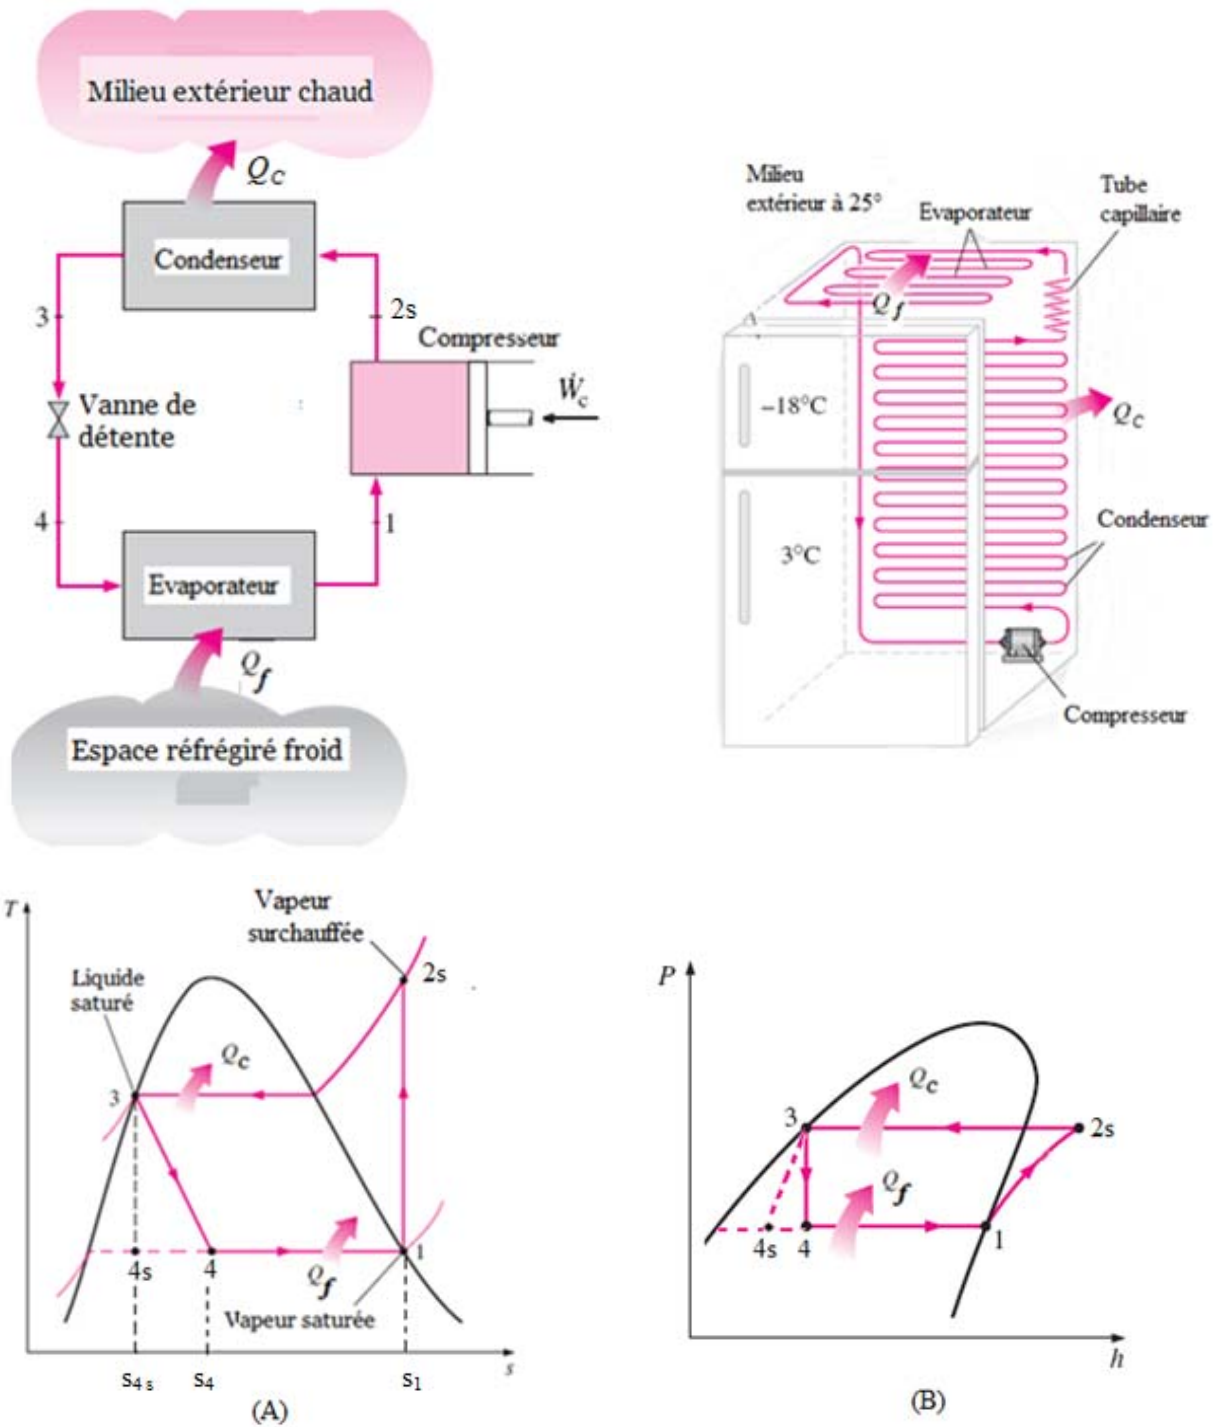 Milieu extérieur chaud
Q_C
Condenseur
3
2s
Compresseur
Ẇ_c
Vanne de
détente
4
1
Evaporateur
Q_f
Espace réfrégiré froid
Milieu
extérieur à 25°
Evaporateur
Tube
capillaire
Q_f
–18°C
Q_C
3°C
Condenseur
Compresseur
T
Vapeur
surchauffée
2s
Liquide
saturé
Q_c
3
4s
4
Q_f
1
Vapeur saturée
s_4s
s_4
s_1
s
(A)
P
3
Q_c
2s
Q_f
4s
4
1
h
(B)